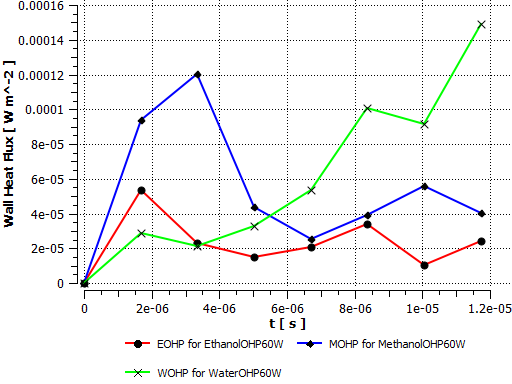 0.00016
0.00014
0.00012
0.0001
8e-05
6e-05
4e-05
2e-05
0
Wall Heat Flux [ W m^-2 ]
0 2e-06 4e-06 6e-06 8e-06 1e-05 1.2e-05
t [ s ]
EOHP for EthanolOHP60W MOHP for MethanolOHP60W
WOHP for WaterOHP60W